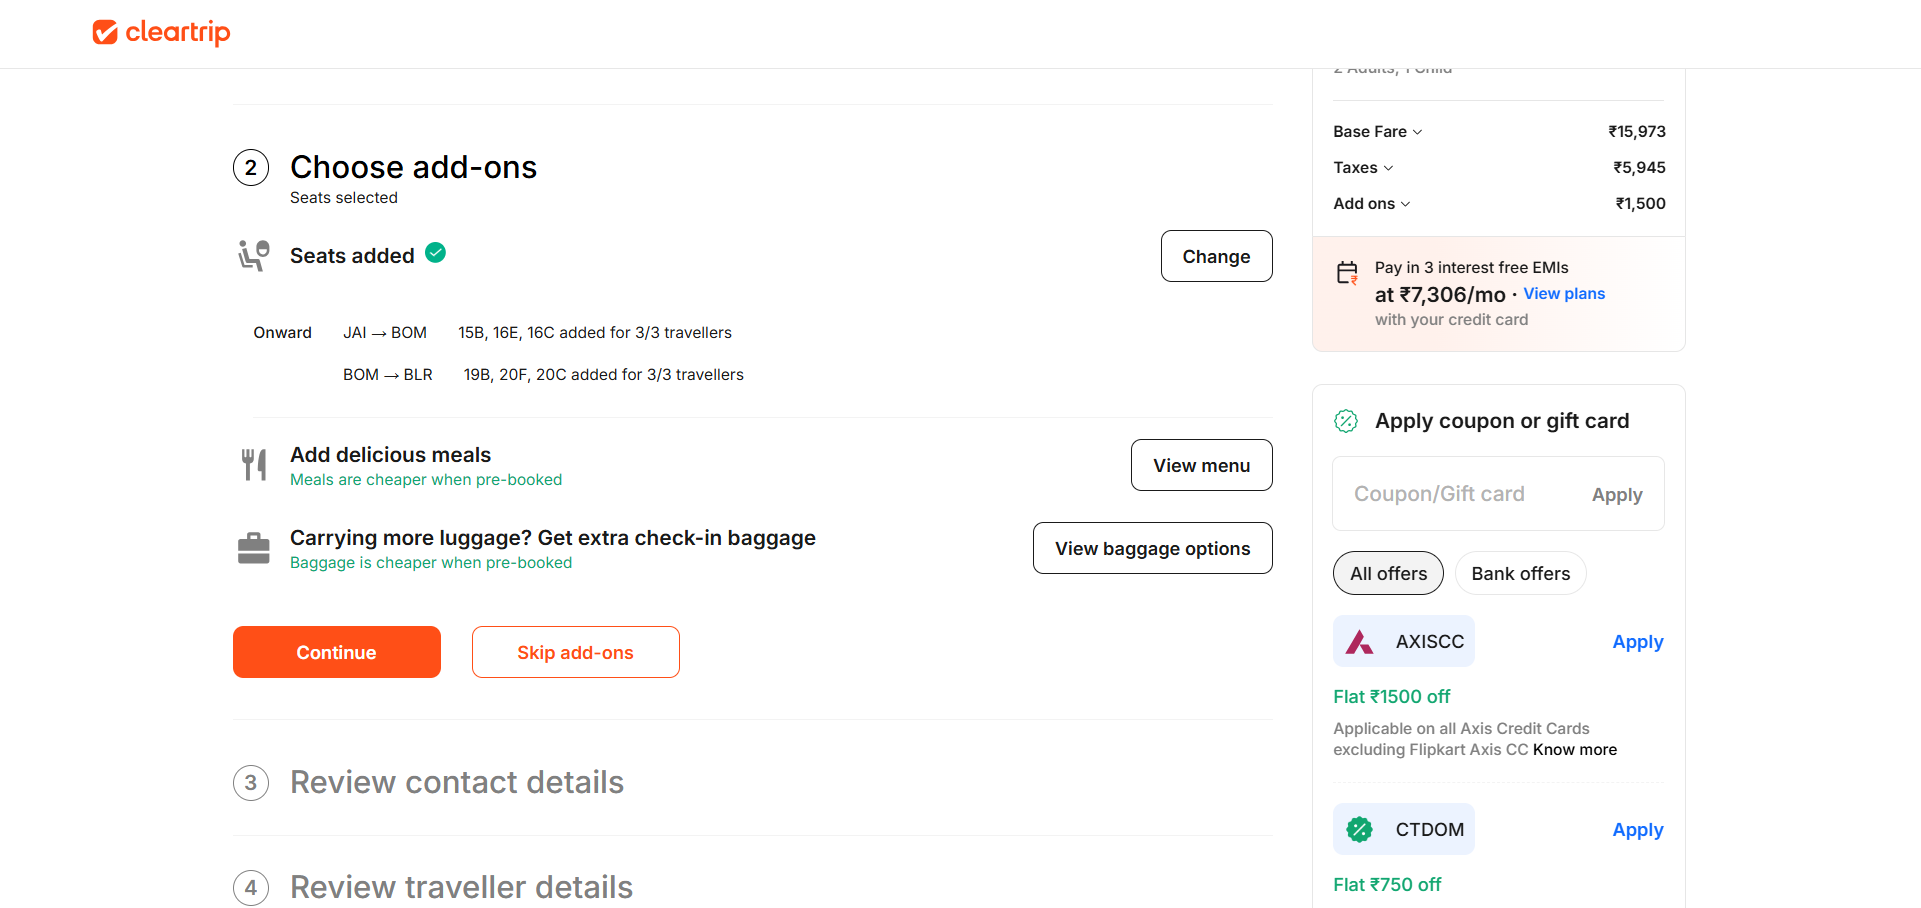 cleartrip
2 Adults, 1 Child
2 Choose add-ons
Seats selected
Seats added
Change
Onward JAI → BOM 15B, 16E, 16C added for 3/3 travellers
BOM → BLR 19B, 20F, 20C added for 3/3 travellers
Add delicious meals
Meals are cheaper when pre-booked
View menu
Carrying more luggage? Get extra check-in baggage
Baggage is cheaper when pre-booked
View baggage options
Continue
Skip add-ons
3 Review contact details
4 Review traveller details
Base Fare ₹15,973
Taxes ₹5,945
Add ons ₹1,500
Pay in 3 interest free EMIs
at ₹7,306/mo · View plans
with your credit card
Apply coupon or gift card
Coupon/Gift card Apply
All offers Bank offers
AXISCC Apply
Flat ₹1500 off
Applicable on all Axis Credit Cards
excluding Flipkart Axis CC Know more
CTDOM Apply
Flat ₹750 off